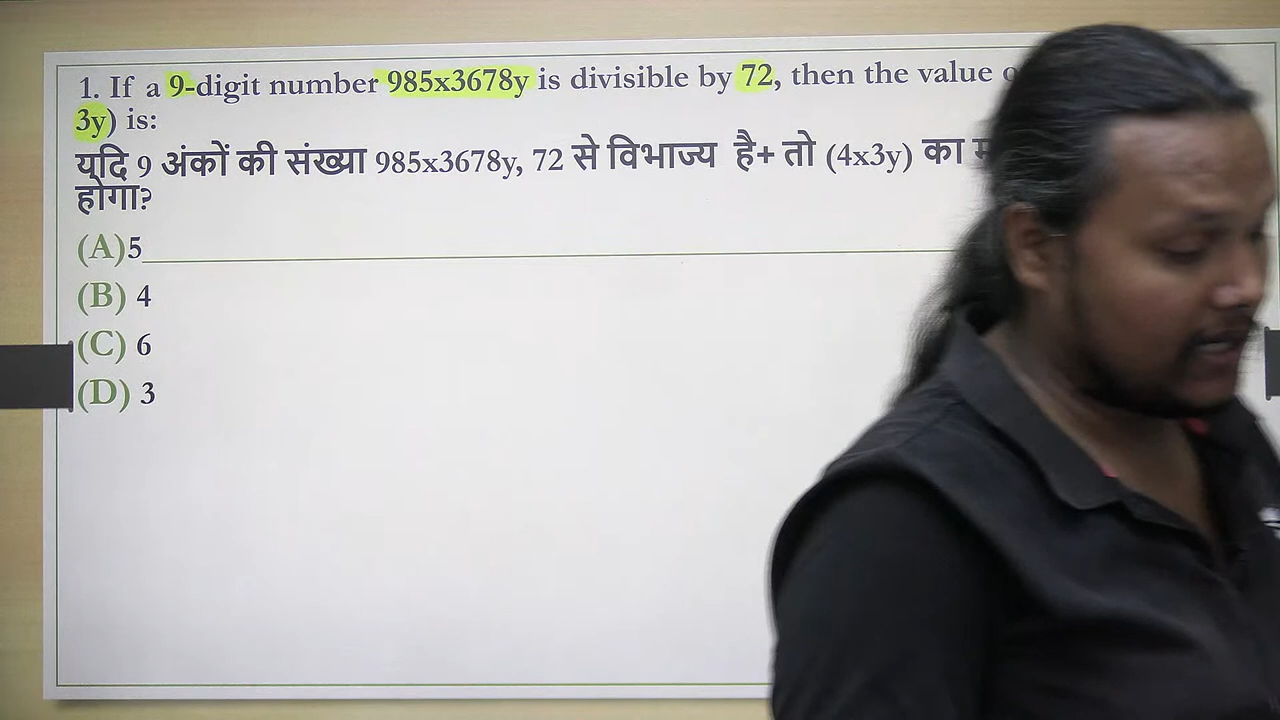 1. If a 9-digit number 985x3678y is divisible by 72, then the value
3y) is:
यदि 9 अंकों की संख्या 985x3678y, 72 से विभाज्य है+ तो (4x3y) का
होगा?
(A)5
(B) 4
(C) 6
(D) 3